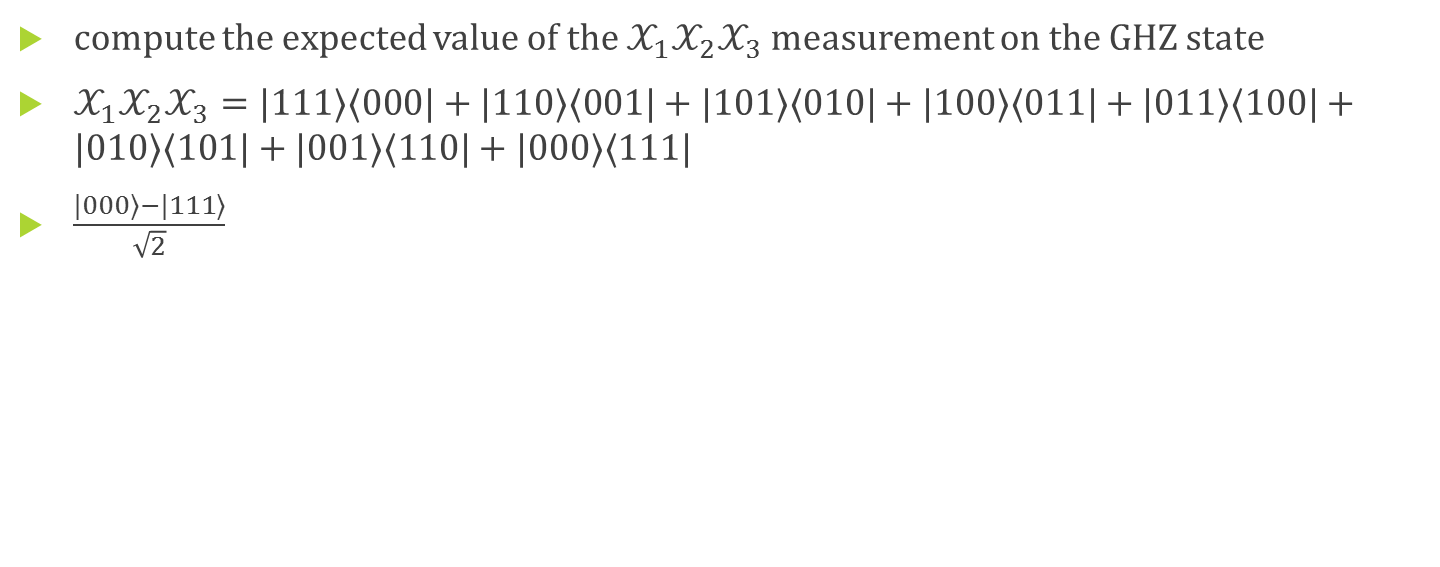 compute the expected value of the 𝒳₁𝒳₂𝒳₃ measurement on the GHZ state
𝒳₁𝒳₂𝒳₃ = |111⟩⟨000| + |110⟩⟨001| + |101⟩⟨010| + |100⟩⟨011| + |011⟩⟨100| +
|010⟩⟨101| + |001⟩⟨110| + |000⟩⟨111|
|000⟩−|111⟩
√2